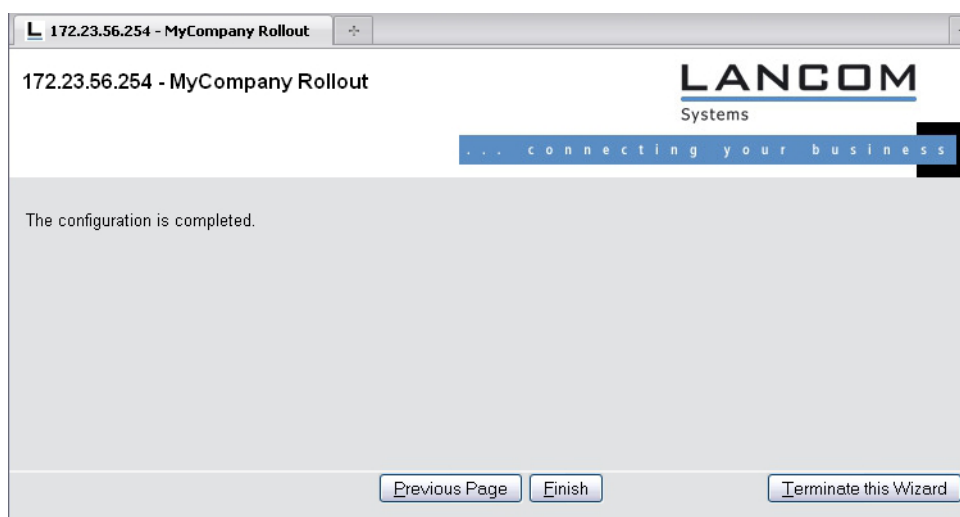 172.23.56.254 - MyCompany Rollout
172.23.56.254 - MyCompany Rollout
LANCOM
Systems
... connecting your business
The configuration is completed.
Previous Page
Finish
Terminate this Wizard